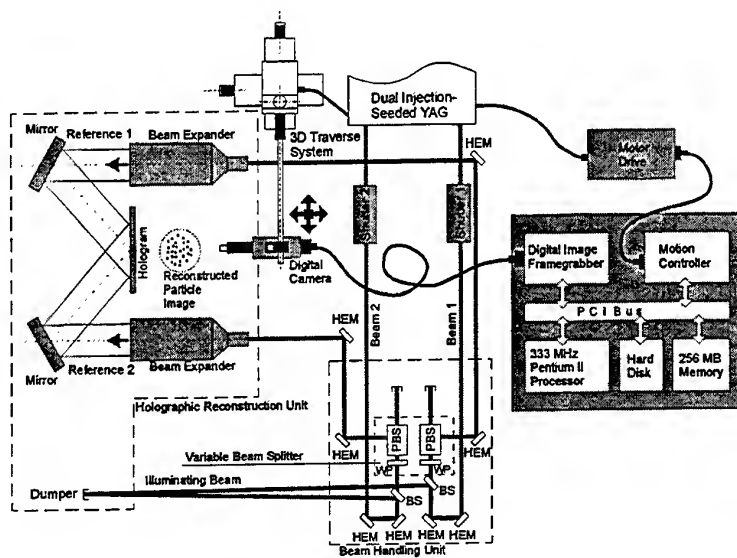 Dual Injection-
Seeded YAG
Mirror
Reference 1
Beam Expander
3D Traverse
System
HEM
Motor
Drive
Hologram
Reconstructed
Particle
Image
Digital
Camera
Shutter 2
Shutter 1
Digital Image
Framegrabber
Motion
Controller
PCI Bus
333 MHz
Pentium II
Processor
Hard
Disk
256 MB
Memory
Beam 2
Beam 1
HEM
Mirror
Reference 2
Beam Expander
Holographic Reconstruction Unit
HEM
PBS
PBS
HEM
Variable Beam Splitter
WP
WP
Illuminating Beam
Dumper
BS
BS
HEM
HEM
HEM
HEM
Beam Handling Unit